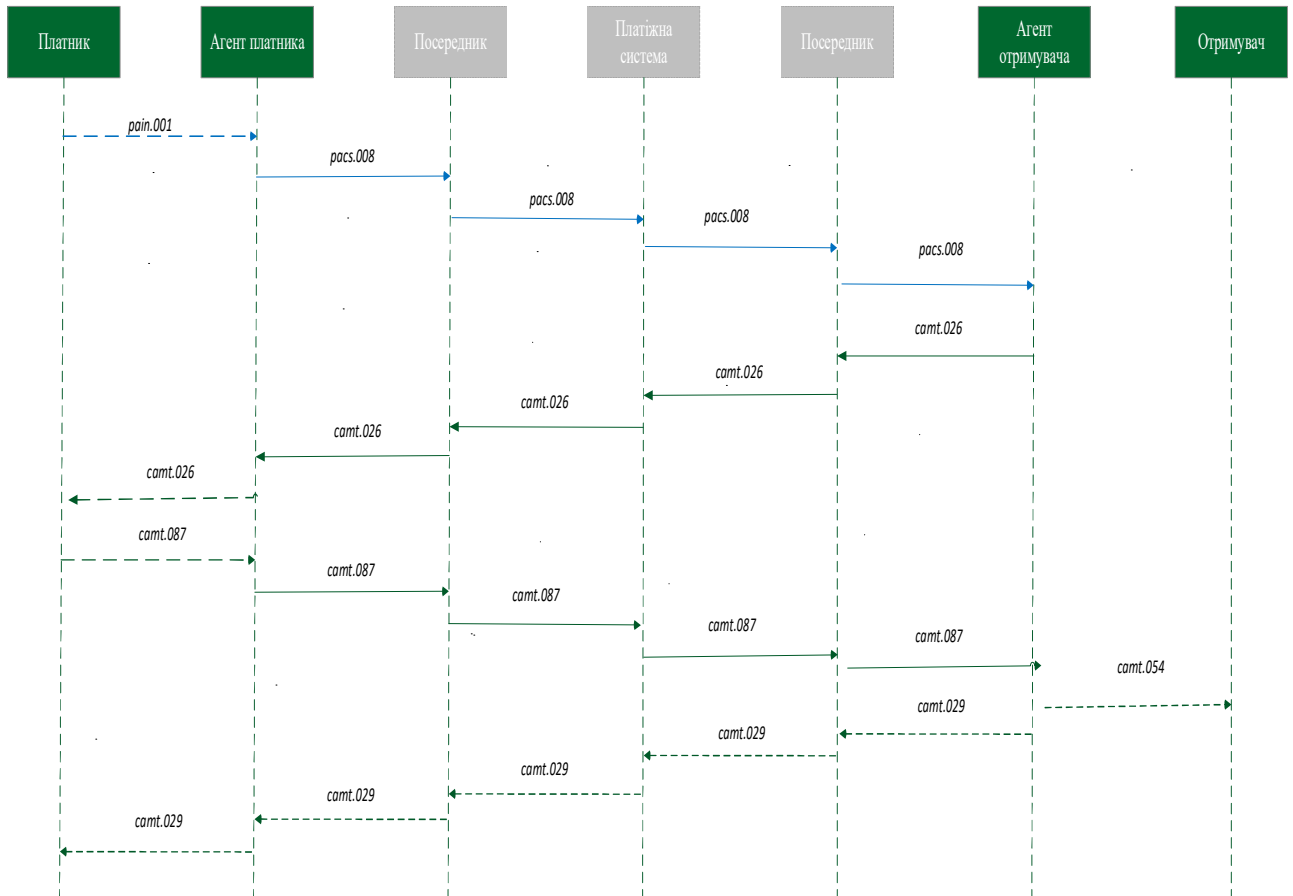 Платник
Агент платника
Посередник
Платіжна
система
Посередник
Агент
отримувача
Отримувач
pain.001
pacs.008
pacs.008
pacs.008
pacs.008
camt.026
camt.026
camt.026
camt.026
camt.026
camt.087
camt.087
camt.087
camt.087
camt.087
camt.054
camt.029
camt.029
camt.029
camt.029
camt.029